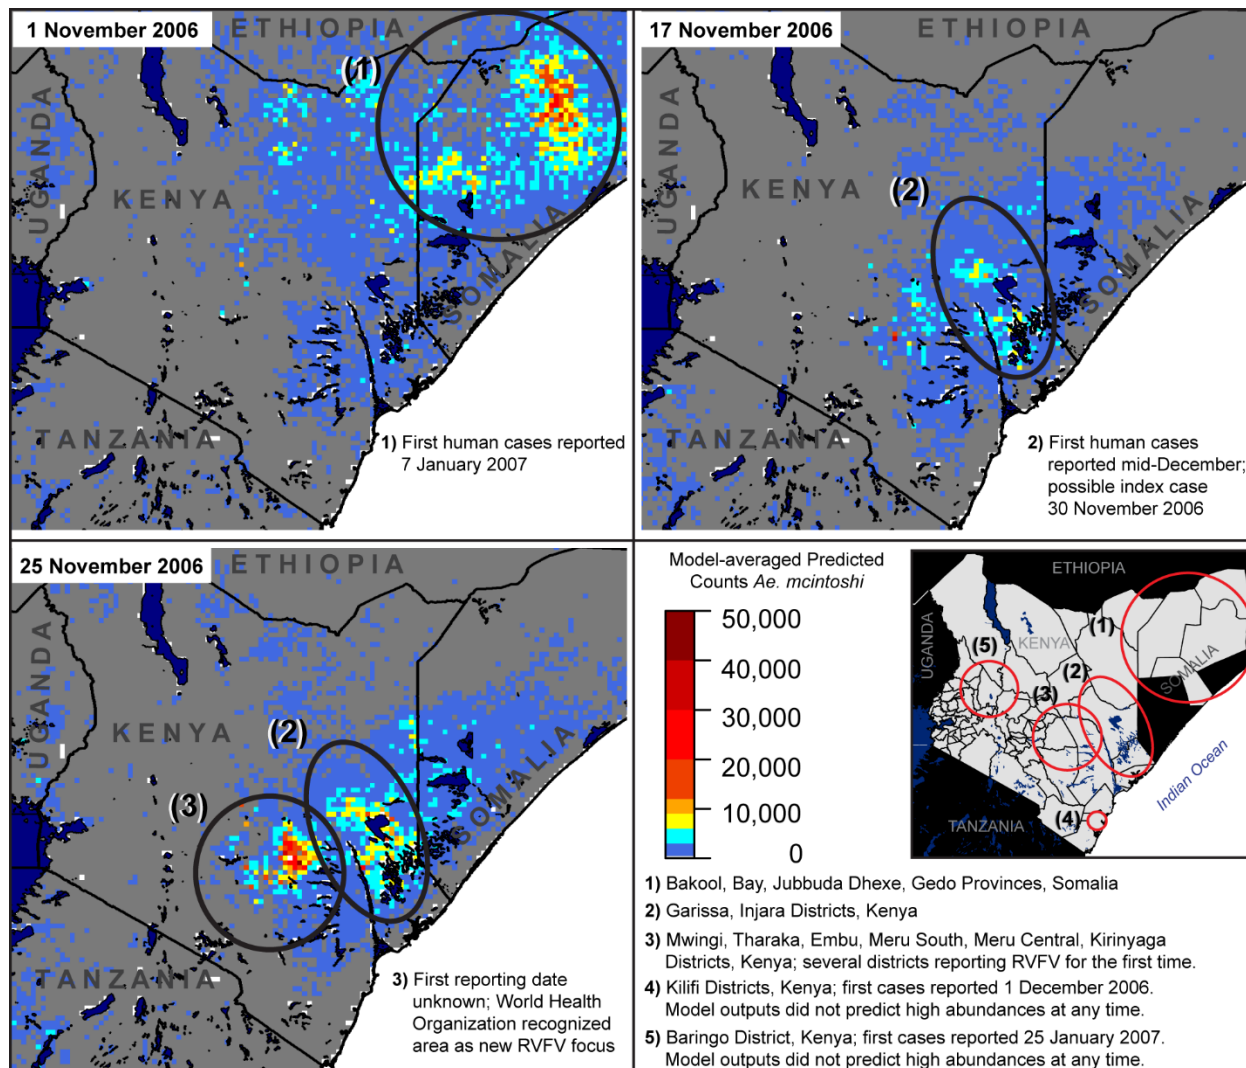 1 November 2006
ETHIOPIA
(1)
UGANDA
KENYA
SOMALIA
TANZANIA
1) First human cases reported
7 January 2007
17 November 2006
ETHIOPIA
UGANDA
KENYA
(2)
SOMALIA
TANZANIA
2) First human cases
reported mid-December;
possible index case
30 November 2006
25 November 2006
ETHIOPIA
UGANDA
KENYA
(2)
(3)
SOMALIA
TANZANIA
3) First reporting date
unknown; World Health
Organization recognized
area as new RVFV focus
Model-averaged Predicted
Counts Ae. mcintoshi
50,000
40,000
30,000
20,000
10,000
0
ETHIOPIA
UGANDA
KENYA
(1)
(5)
(2)
SOMALIA
(3)
Indian Ocean
TANZANIA
(4)
1) Bakool, Bay, Jubbuda Dhexe, Gedo Provinces, Somalia
2) Garissa, Injara Districts, Kenya
3) Mwingi, Tharaka, Embu, Meru South, Meru Central, Kirinyaga
Districts, Kenya; several districts reporting RVFV for the first time.
4) Kilifi Districts, Kenya; first cases reported 1 December 2006.
Model outputs did not predict high abundances at any time.
5) Baringo District, Kenya; first cases reported 25 January 2007.
Model outputs did not predict high abundances at any time.